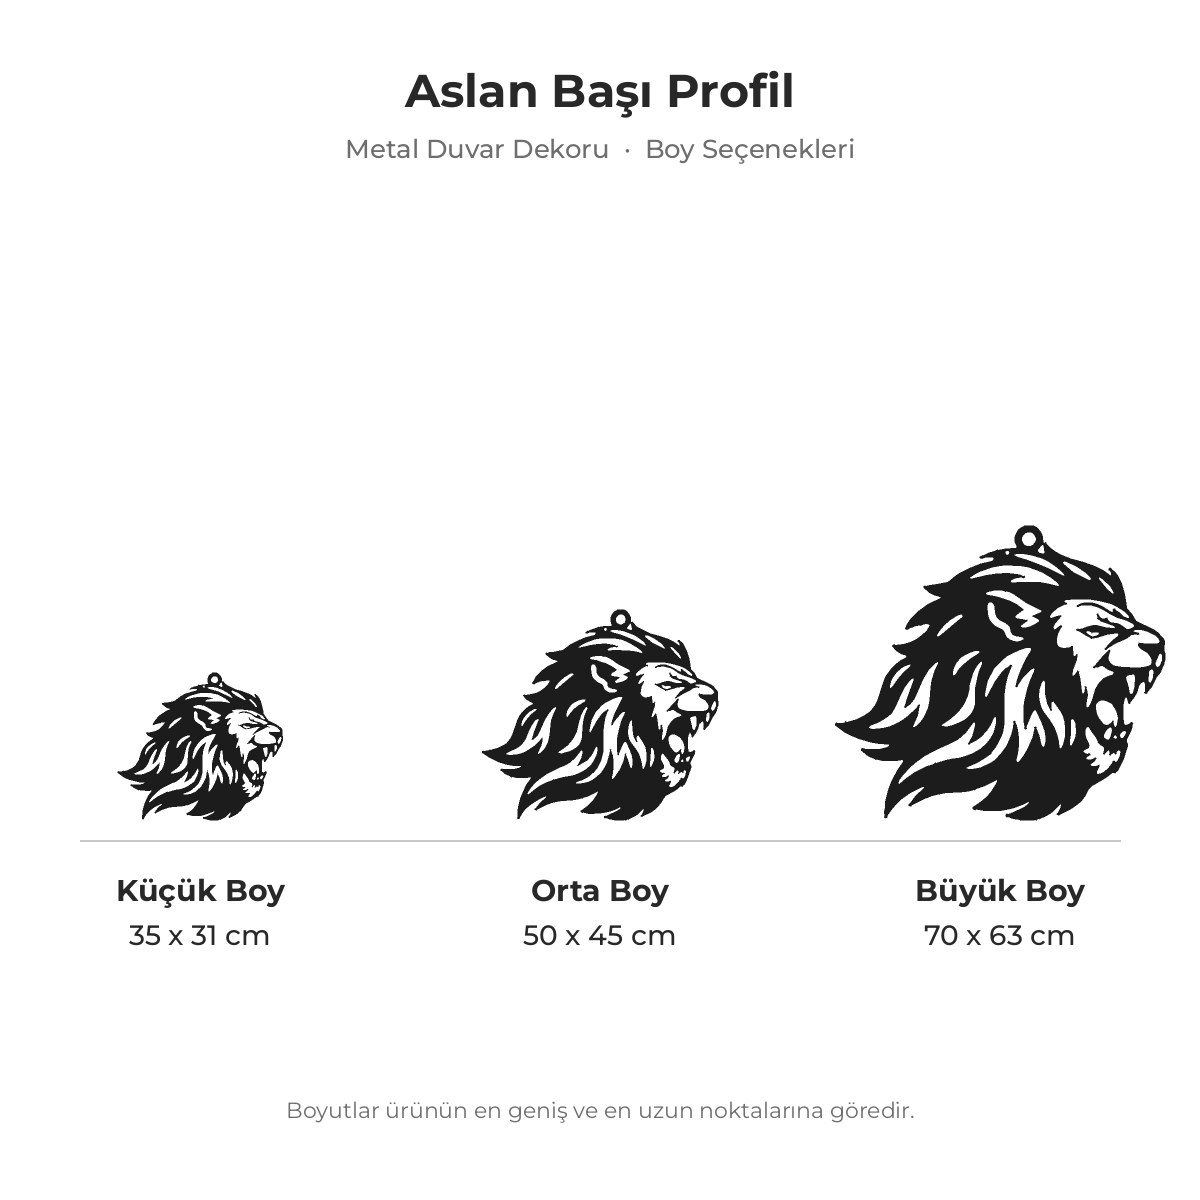 Aslan Başı Profil
Metal Duvar Dekoru · Boy Seçenekleri
Küçük Boy
35 x 31 cm
Orta Boy
50 x 45 cm
Büyük Boy
70 x 63 cm
Boyutlar ürünün en geniş ve en uzun noktalarına göredir.